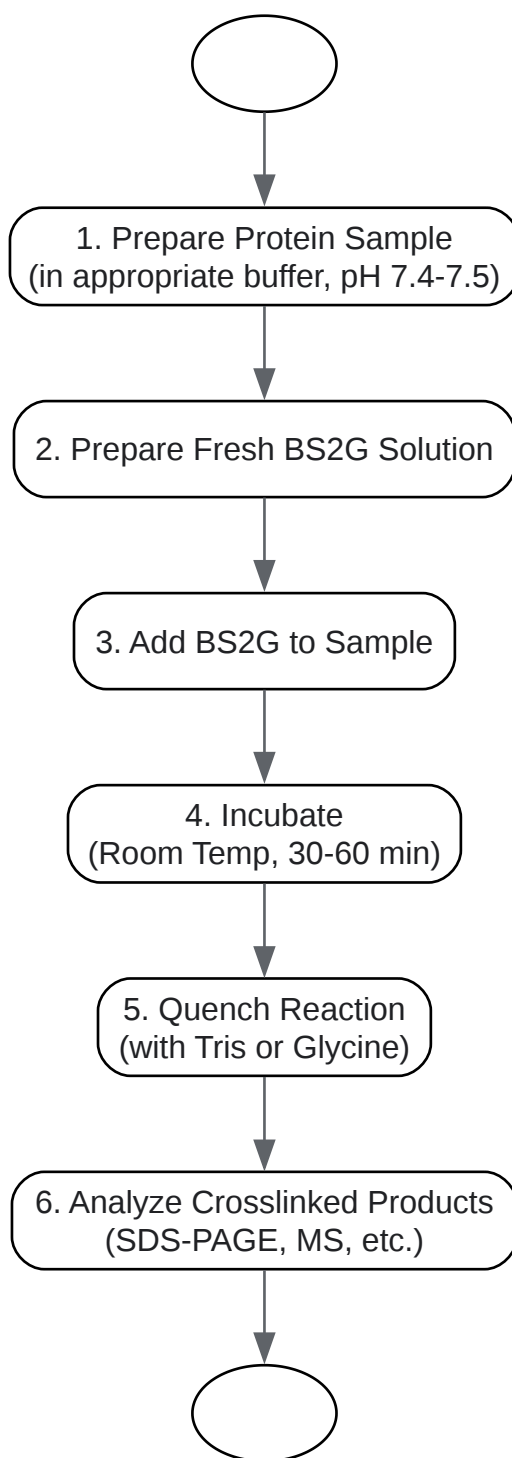 1. Prepare Protein Sample
(in appropriate buffer, pH 7.4-7.5)
2. Prepare Fresh BS2G Solution
3. Add BS2G to Sample
4. Incubate
(Room Temp, 30-60 min)
5. Quench Reaction
(with Tris or Glycine)
6. Analyze Crosslinked Products
(SDS-PAGE, MS, etc.)